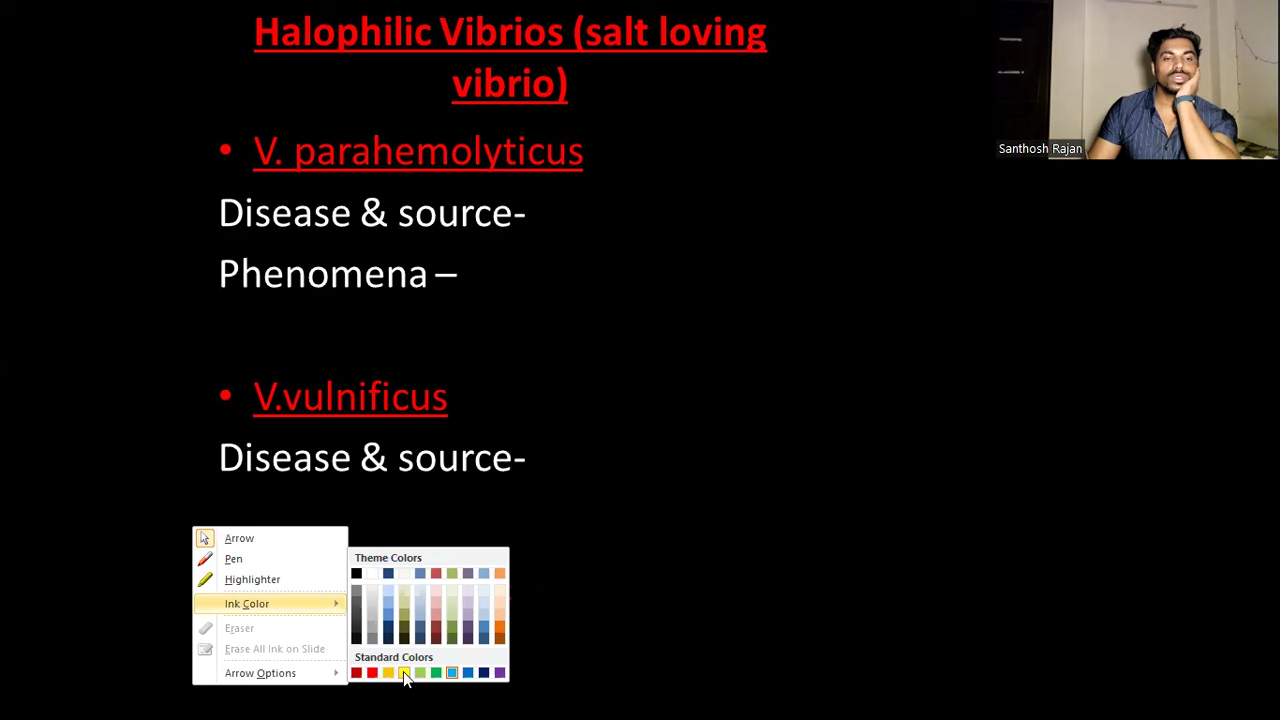 Halophilic Vibrios (salt loving
vibrio)
• V. parahemolyticus
Disease & source-
Phenomena –
• V.vulnificus
Disease & source-
Santhosh Rajan
Arrow
Pen
Highlighter
Ink Color
Eraser
Erase All Ink on Slide
Arrow Options
Theme Colors
Standard Colors